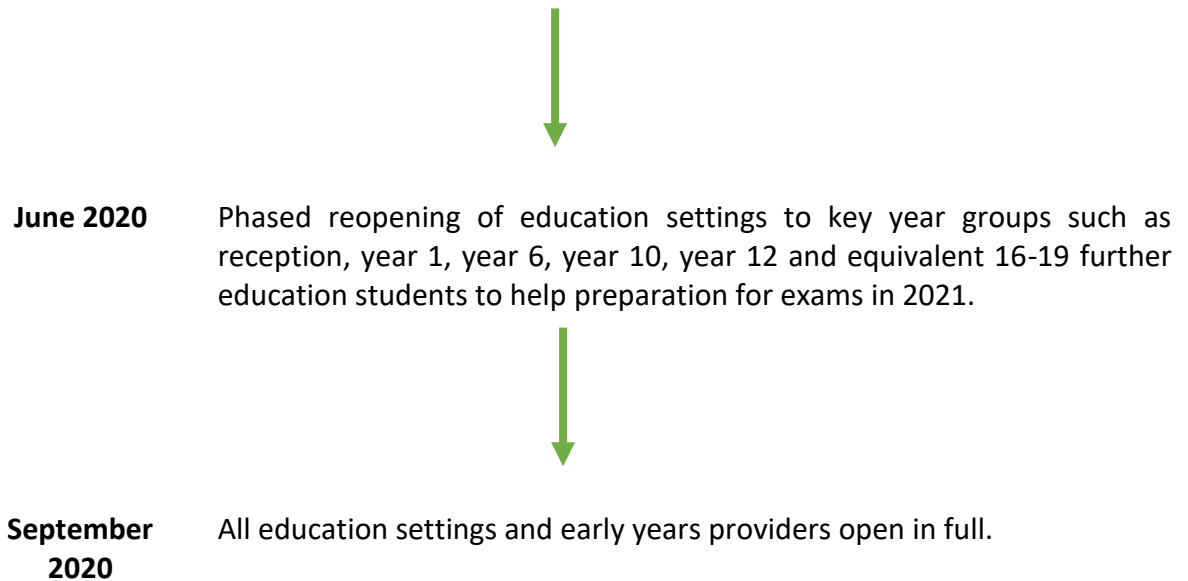 June 2020 Phased reopening of education settings to key year groups such as
reception, year 1, year 6, year 10, year 12 and equivalent 16-19 further
education students to help preparation for exams in 2021.
September All education settings and early years providers open in full.
2020